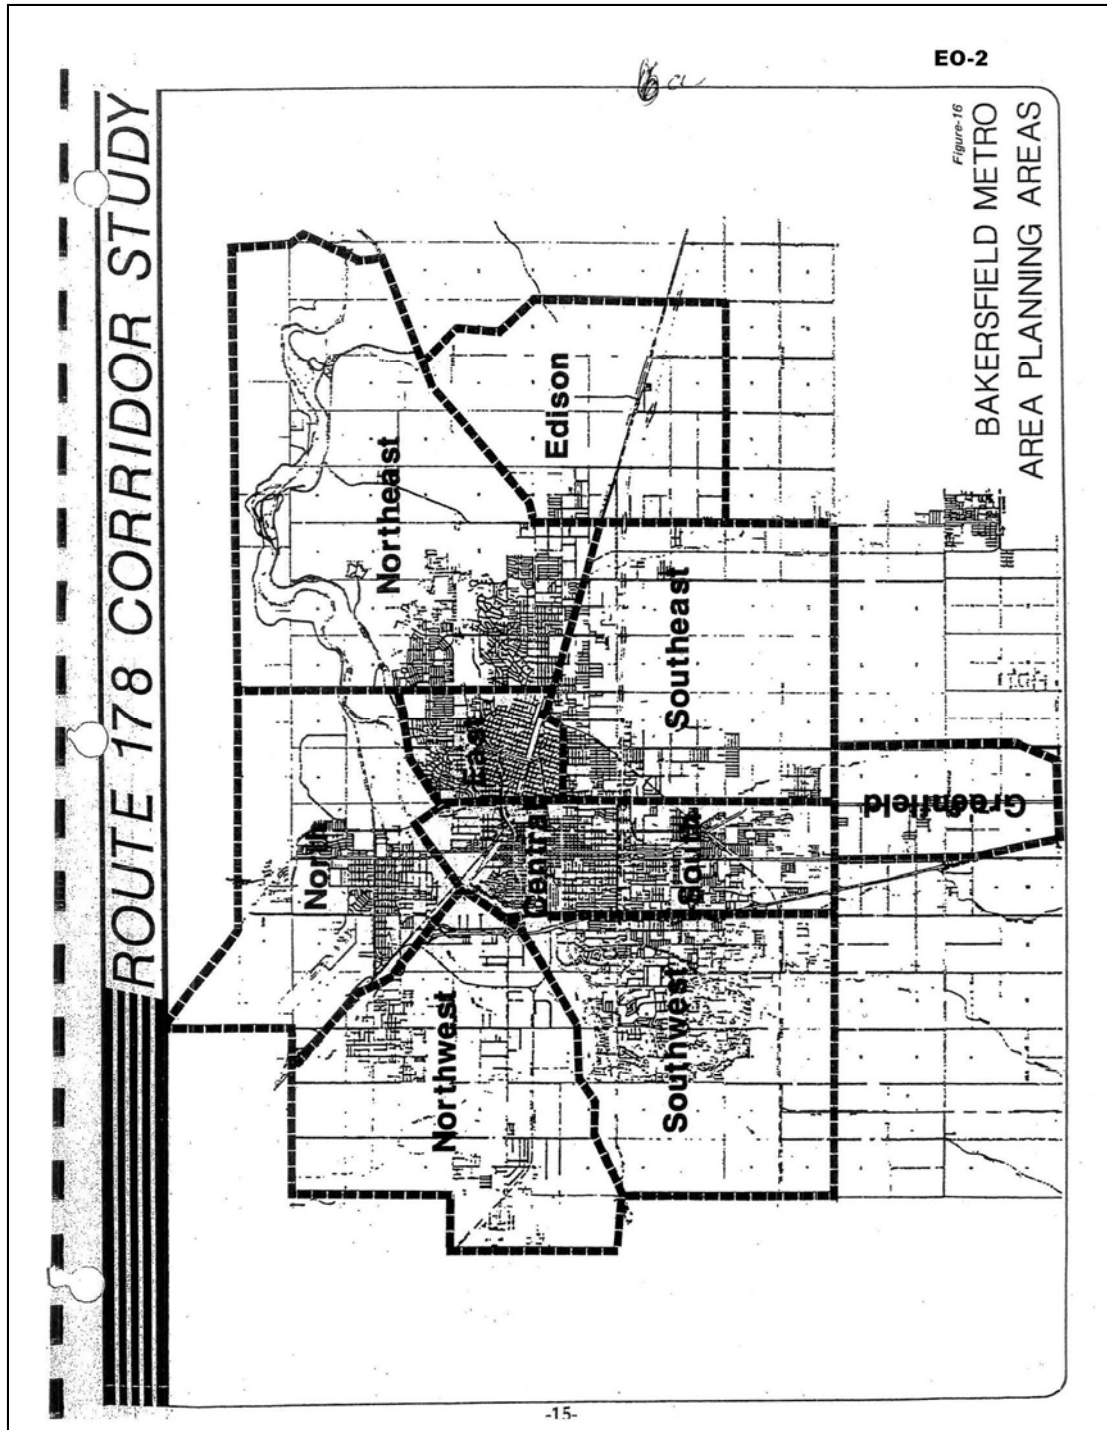 EO-2
ROUTE 178 CORRIDOR STUDY
Figure-16
BAKERSFIELD METRO
AREA PLANNING AREAS
Northeast
Edison
East
Southeast
North
Central
South
Greenfield
Northwest
Southwest
-15-